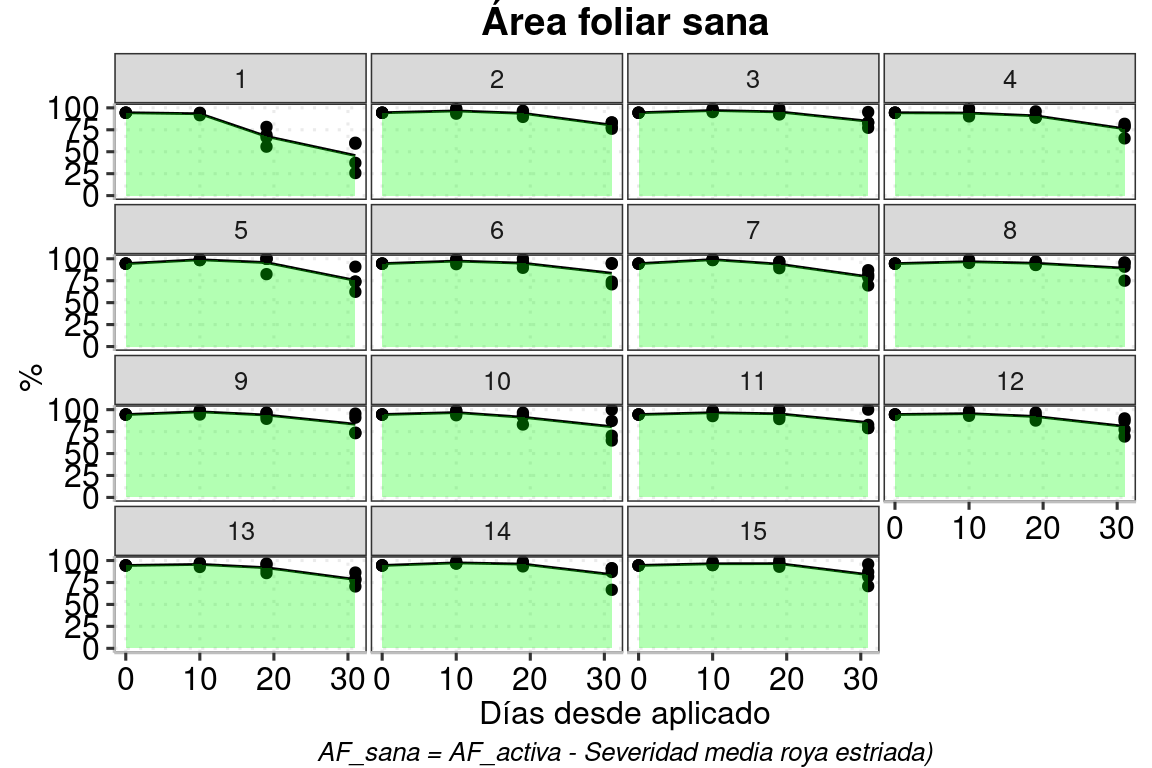 Área foliar sana
1 2 3 4
100
75
50
25
0
5 6 7 8
100
75
50
25
0
%
9 10 11 12
100
75
50
25
0
0 10 20 30
13 14 15
100
75
50
25
0
0 10 20 30 0 10 20 30 0 10 20 30
Días desde aplicado
AF_sana = AF_activa - Severidad media roya estriada)